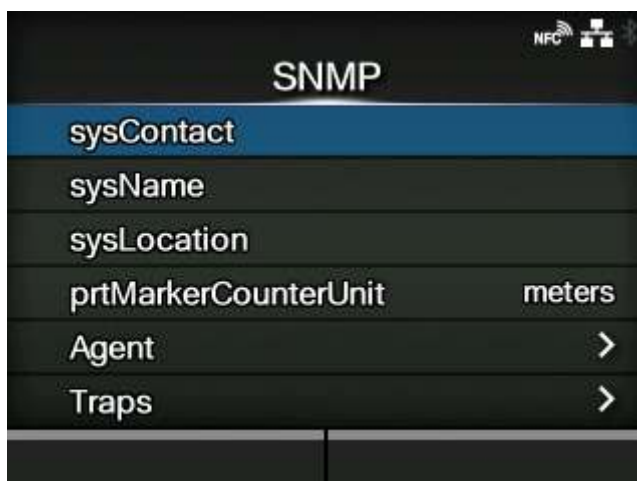 NFC
SNMP
sysContact
sysName
sysLocation
prtMarkerCounterUnit meters
Agent
Traps